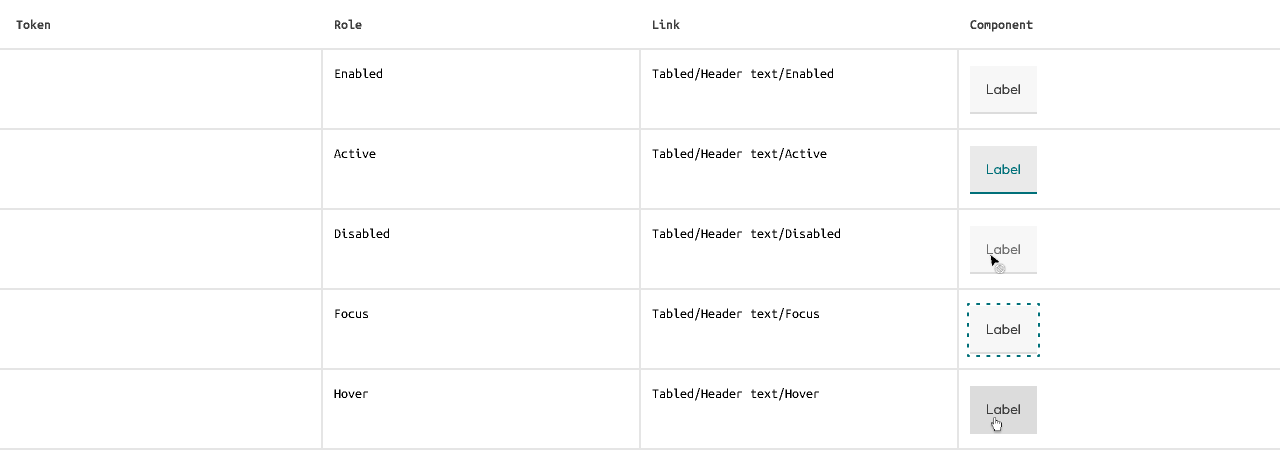 Token Role Link Component
Enabled Tabled/Header text/Enabled Label
Active Tabled/Header text/Active Label
Disabled Tabled/Header text/Disabled Label
Focus Tabled/Header text/Focus Label
Hover Tabled/Header text/Hover Label